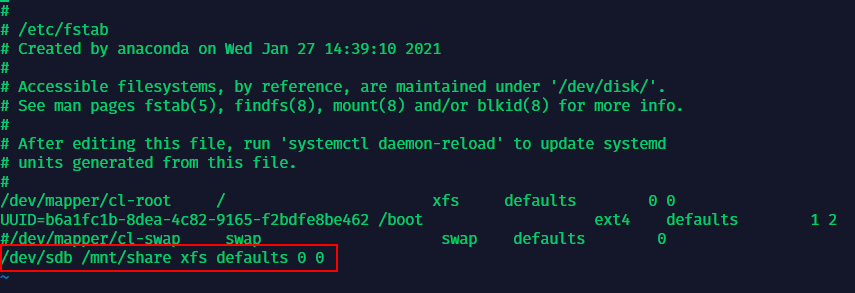 #
# /etc/fstab
# Created by anaconda on Wed Jan 27 14:39:10 2021
#
# Accessible filesystems, by reference, are maintained under '/dev/disk/'.
# See man pages fstab(5), findfs(8), mount(8) and/or blkid(8) for more info.
#
# After editing this file, run 'systemctl daemon-reload' to update systemd
# units generated from this file.
#
/dev/mapper/cl-root     /                       xfs     defaults        0 0
UUID=b6a1fc1b-8dea-4c82-9165-f2bdfe8be462 /boot                   ext4    defaults        1 2
#/dev/mapper/cl-swap     swap                    swap    defaults        0
/dev/sdb /mnt/share xfs defaults 0 0
~